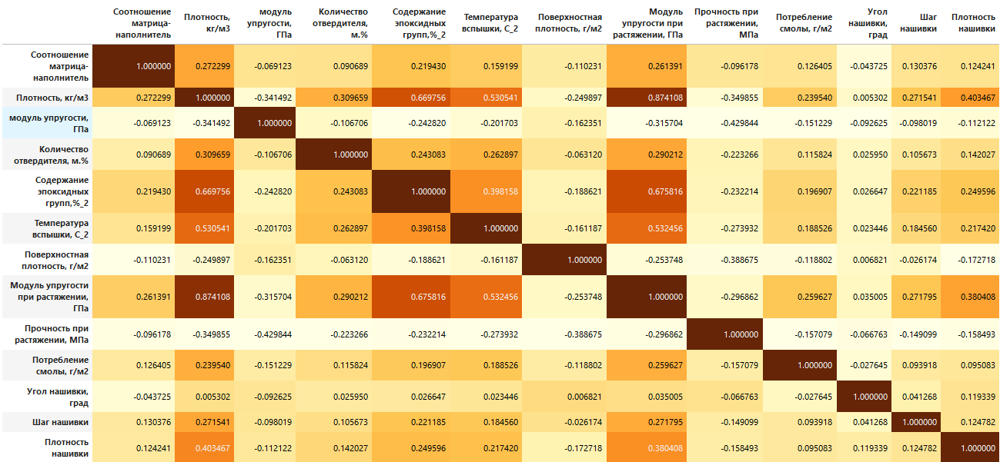 Соотношение матрица-наполнитель Плотность, кг/м3 модуль упругости, ГПа Количество отвердителя, м.% Содержание эпоксидных групп,%_2 Температура вспышки, С_2 Поверхностная плотность, г/м2 Модуль упругости при растяжении, ГПа Прочность при растяжении, МПа Потребление смолы, г/м2 Угол нашивки, град Шаг нашивки Плотность нашивки
Соотношение матрица-наполнитель 1.000000 0.272299 -0.069123 0.090689 0.219430 0.159199 -0.110231 0.261391 -0.096178 0.126405 -0.043725 0.130376 0.124241
Плотность, кг/м3 0.272299 1.000000 -0.341492 0.309659 0.669756 0.530541 -0.249897 0.874108 -0.349855 0.239540 0.005302 0.271541 0.403467
модуль упругости, ГПа -0.069123 -0.341492 1.000000 -0.106706 -0.242820 -0.201703 -0.162351 -0.315704 -0.429844 -0.151229 -0.092625 -0.098019 -0.112122
Количество отвердителя, м.% 0.090689 0.309659 -0.106706 1.000000 0.243083 0.262897 -0.063120 0.290212 -0.223266 0.115824 0.025950 0.105673 0.142027
Содержание эпоксидных групп,%_2 0.219430 0.669756 -0.242820 0.243083 1.000000 0.398158 -0.188621 0.675816 -0.232214 0.196907 0.026647 0.221185 0.249596
Температура вспышки, С_2 0.159199 0.530541 -0.201703 0.262897 0.398158 1.000000 -0.161187 0.532456 -0.273932 0.188526 0.023446 0.184560 0.217420
Поверхностная плотность, г/м2 -0.110231 -0.249897 -0.162351 -0.063120 -0.188621 -0.161187 1.000000 -0.253748 -0.388675 -0.118802 0.006821 -0.026174 -0.172718
Модуль упругости при растяжении, ГПа 0.261391 0.874108 -0.315704 0.290212 0.675816 0.532456 -0.253748 1.000000 -0.296862 0.259627 0.035005 0.271795 0.380408
Прочность при растяжении, МПа -0.096178 -0.349855 -0.429844 -0.223266 -0.232214 -0.273932 -0.388675 -0.296862 1.000000 -0.157079 -0.066763 -0.149099 -0.158493
Потребление смолы, г/м2 0.126405 0.239540 -0.151229 0.115824 0.196907 0.188526 -0.118802 0.259627 -0.157079 1.000000 -0.027645 0.093918 0.095083
Угол нашивки, град -0.043725 0.005302 -0.092625 0.025950 0.026647 0.023446 0.006821 0.035005 -0.066763 -0.027645 1.000000 0.041268 0.119339
Шаг нашивки 0.130376 0.271541 -0.098019 0.105673 0.221185 0.184560 -0.026174 0.271795 -0.149099 0.093918 0.041268 1.000000 0.124782
Плотность нашивки 0.124241 0.403467 -0.112122 0.142027 0.249596 0.217420 -0.172718 0.380408 -0.158493 0.095083 0.119339 0.124782 1.000000